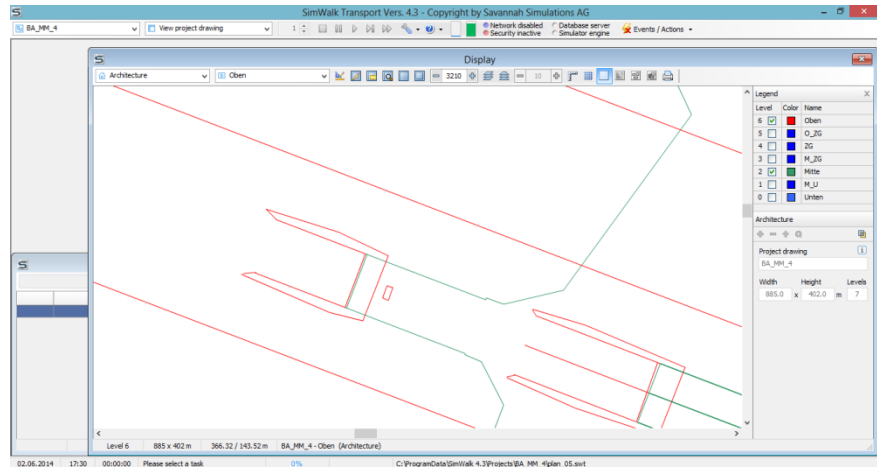 SimWalk Transport Vers. 4.3 - Copyright by Savannah Simulations AG
BA_MM_4 View project drawing 1 Network disabled Database server Events / Actions
Security inactive Simulator engine
Display
Architecture Oben 3210 10
Legend
Level Color Name
6 Oben
5 O_ZG
4 ZG
3 M_ZG
2 Mitte
1 M_U
0 Unten
Architecture
Project drawing
BA_MM_4
Width Height Levels
885.0 x 402.0 m 7
Level 6 885 x 402 m 366.32 / 143.52 m BA_MM_4 - Oben (Architecture)
02.06.2014 17:30 00:00:00 Please select a task 0% C:\ProgramData\SimWalk 4.3\Projects\BA_MM_4\plan_05.swt